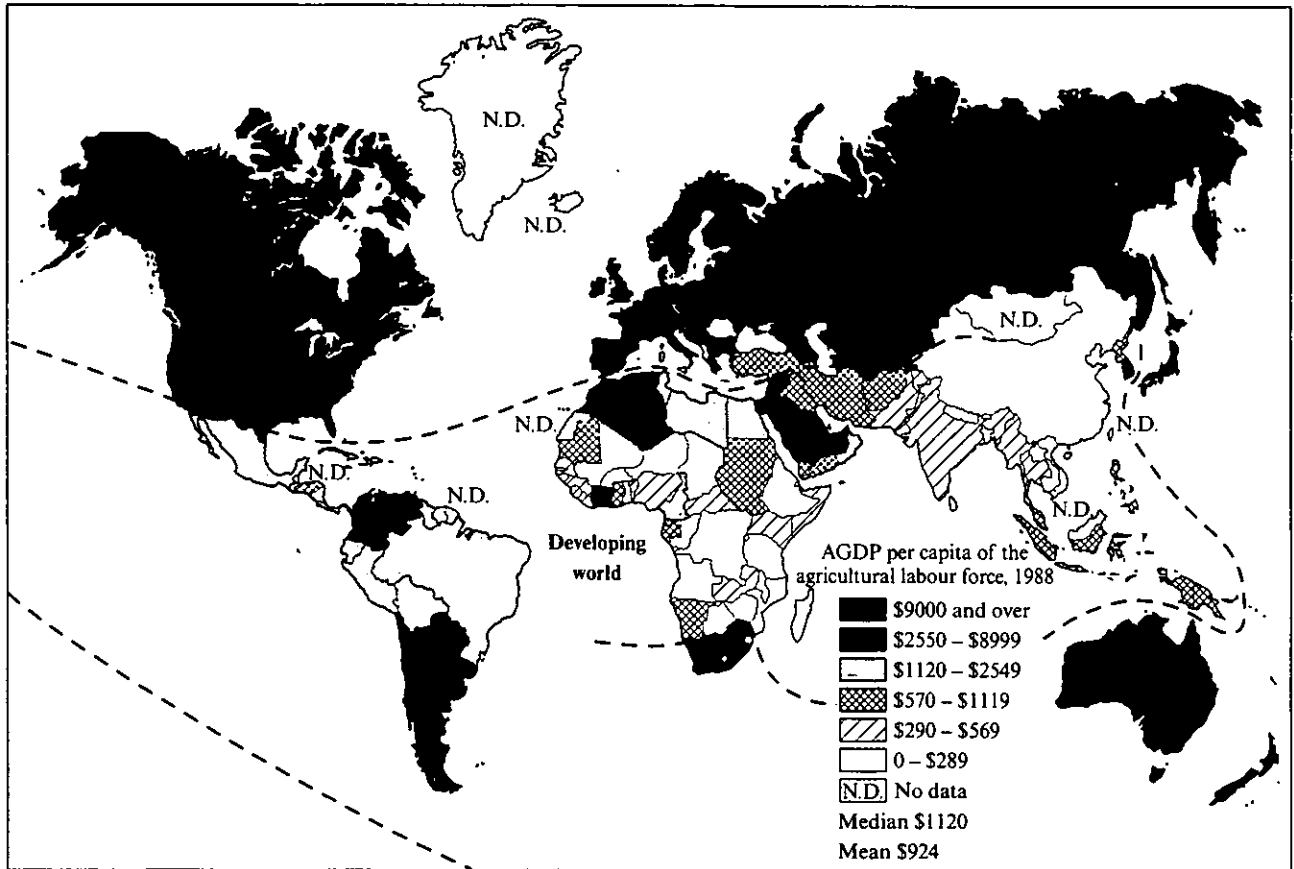 N.D.
N.D.
N.D.
N.D.
N.D.
N.D.
N.D.
N.D.
Developing
world
AGDP per capita of the
agricultural labour force, 1988
$9000 and over
$2550 – $8999
$1120 – $2549
$570 – $1119
$290 – $569
0 – $289
N.D. No data
Median $1120
Mean $924